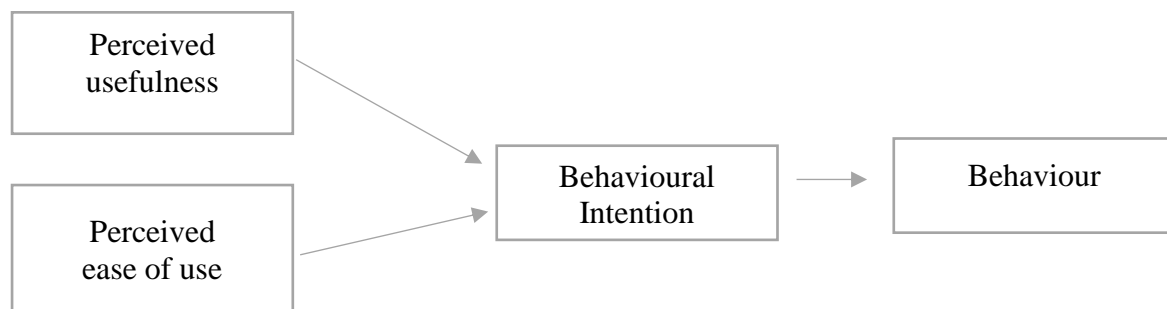 Perceived
usefulness
Perceived
ease of use
Behavioural
Intention
Behaviour